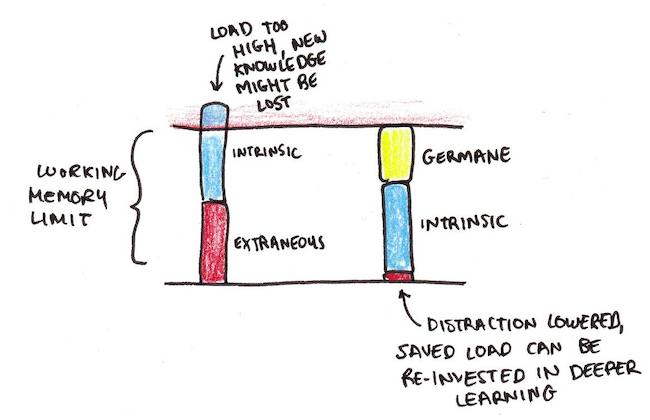 LOAD TOO
HIGH, NEW
KNOWLEDGE
MIGHT BE
LOST
WORKING
MEMORY
LIMIT
INTRINSIC
EXTRANEOUS
GERMANE
INTRINSIC
DISTRACTION LOWERED,
SAVED LOAD CAN BE
RE-INVESTED IN DEEPER
LEARNING